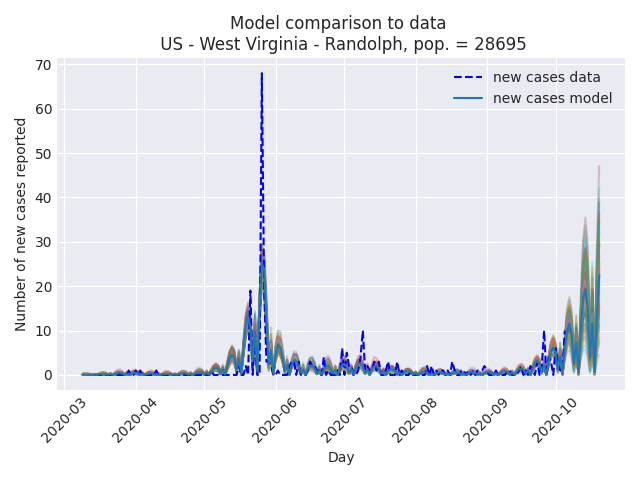 Model comparison to data
US - West Virginia - Randolph, pop. = 28695
new cases data
new cases model
Number of new cases reported
70
60
50
40
30
20
10
0
2020-03
2020-04
2020-05
2020-06
2020-07
2020-08
2020-09
2020-10
Day